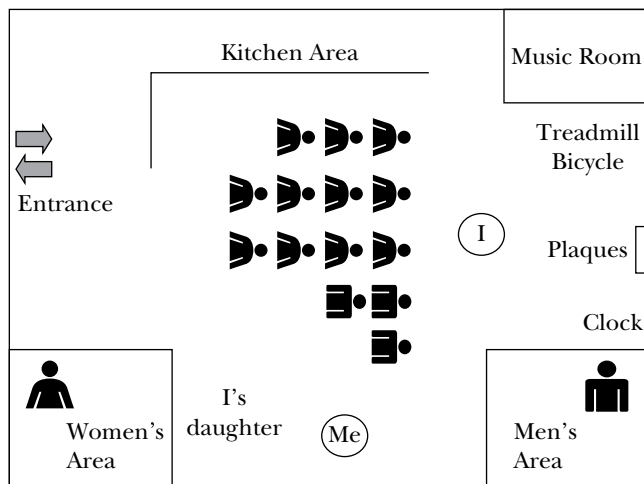 Kitchen Area
Music Room
Treadmill
Bicycle
Entrance
I
Plaques
Clock
I's
daughter
Me
Women's
Area
Men's
Area